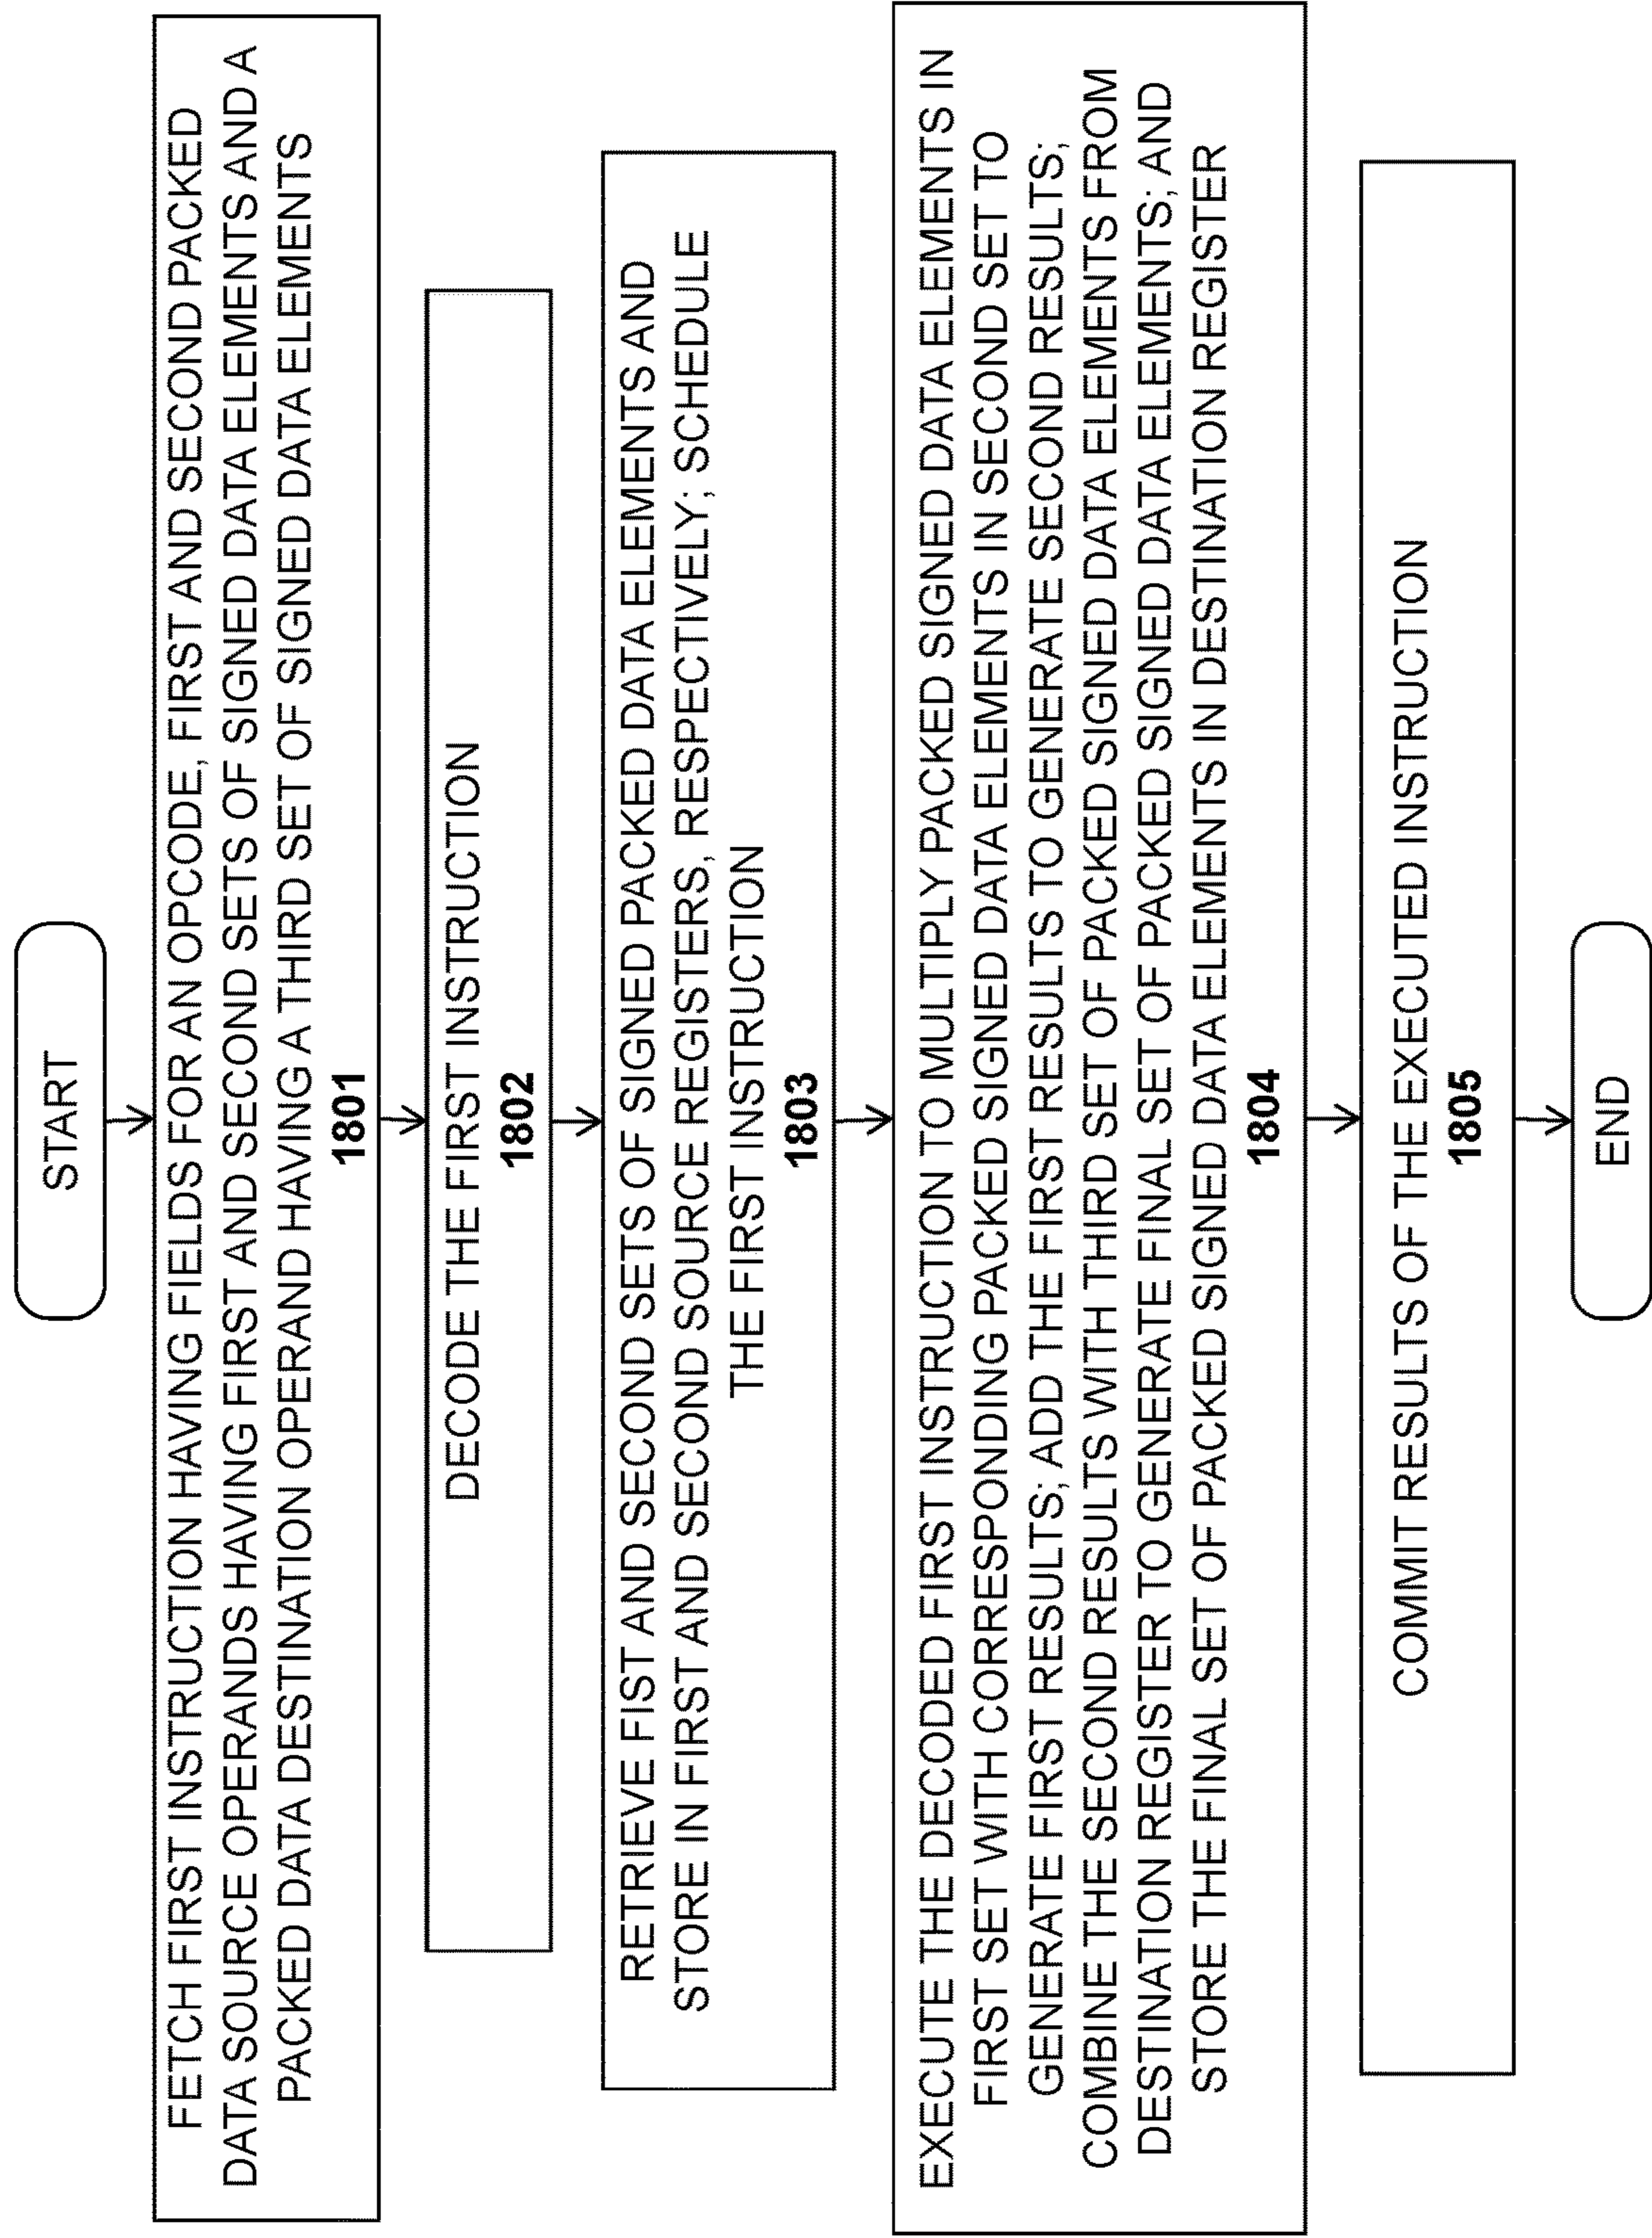 START
FETCH FIRST INSTRUCTION HAVING FIELDS FOR AN OPCODE, FIRST AND SECOND PACKED
DATA SOURCE OPERANDS HAVING FIRST AND SECOND SETS OF SIGNED DATA ELEMENTS AND A
PACKED DATA DESTINATION OPERAND HAVING A THIRD SET OF SIGNED DATA ELEMENTS
1801
DECODE THE FIRST INSTRUCTION
1802
RETRIEVE FIST AND SECOND SETS OF SIGNED PACKED DATA ELEMENTS AND
STORE IN FIRST AND SECOND SOURCE REGISTERS, RESPECTIVELY; SCHEDULE
THE FIRST INSTRUCTION
1803
EXECUTE THE DECODED FIRST INSTRUCTION TO MULTIPLY PACKED SIGNED DATA ELEMENTS IN
FIRST SET WITH CORRESPONDING PACKED SIGNED DATA ELEMENTS IN SECOND SET TO
GENERATE FIRST RESULTS; ADD THE FIRST RESULTS TO GENERATE SECOND RESULTS;
COMBINE THE SECOND RESULTS WITH THIRD SET OF PACKED SIGNED DATA ELEMENTS FROM
DESTINATION REGISTER TO GENERATE FINAL SET OF PACKED SIGNED DATA ELEMENTS; AND
STORE THE FINAL SET OF PACKED SIGNED DATA ELEMENTS IN DESTINATION REGISTER
1804
COMMIT RESULTS OF THE EXECUTED INSTRUCTION
1805
END